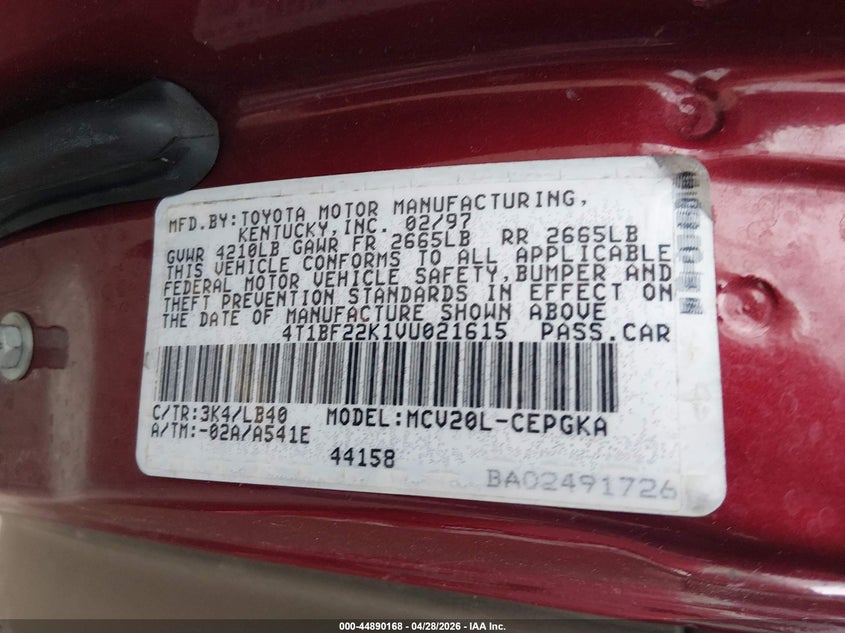 MFD.BY:TOYOTA MOTOR MANUFACTURING,
KENTUCKY,INC. 02/97
GVWR 4210LB GAWR FR 2665LB RR 2665LB
THIS VEHICLE CONFORMS TO ALL APPLICABLE
FEDERAL MOTOR VEHICLE SAFETY,BUMPER AND
THEFT PREVENTION STANDARDS IN EFFECT ON
THE DATE OF MANUFACTURE SHOWN ABOVE
4T1BF22K1VU021615 PASS.CAR
C/TR:3K4/LB40 MODEL:MCV20L-CEPGKA
A/TM:-02A/A541E
44158
BA02491726
000-44890168 | 04/28/2026 | IAA Inc.